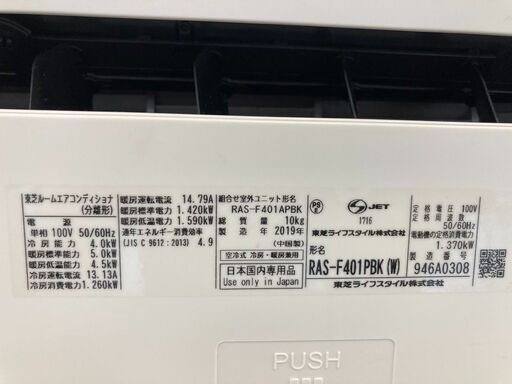 東芝ルームエアコンディショナ
(分離形)
電源
単相100V 50/60Hz
冷房能力 4.0kW
暖房標準能力 5.0kW
暖房低温能力 4.5kW
冷房運転電流 13.13A
冷房消費電力 1.260kW
暖房運転電流 14.79A
暖房標準電力 1.420kW
暖房低温電力 1.590kW
通年エネルギー消費効率
(JIS C 9612:2013) 4.9
組合せ室外ユニット形名
RAS-F401APBK
総質量 10kg
製造年 2019年
(中国製)
空冷式 冷房・暖房兼用
日本国内専用品
Use only in Japan
PS
E
JET
1716
東芝ライフスタイル株式会社
形名
RAS-F401PBK(W)
定格電圧 100V
定格周波数
50/60Hz
電動機の定格消費電力
1.370kW
製造番号
946A0308
東芝ライフスタイル株式会社
PUSH